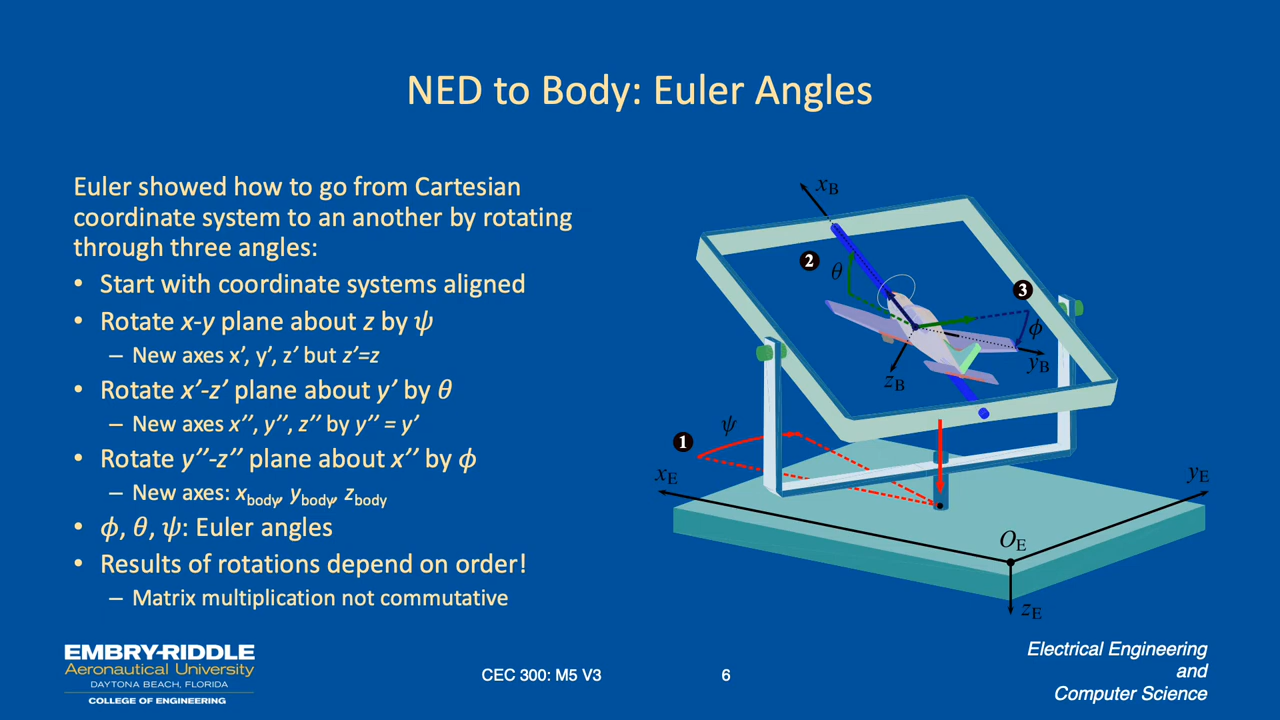 NED to Body: Euler Angles
Euler showed how to go from Cartesian
coordinate system to an another by rotating
through three angles:
• Start with coordinate systems aligned
• Rotate x-y plane about z by ψ
– New axes x’, y’, z’ but z’=z
• Rotate x’-z’ plane about y’ by θ
– New axes x’’, y’’, z’’ by y’’ = y’
• Rotate y’’-z’’ plane about x’’ by ϕ
– New axes: x_body, y_body, z_body
• ϕ, θ, ψ: Euler angles
• Results of rotations depend on order!
– Matrix multiplication not commutative
x_B
2
θ
3
ϕ
y_B
z_B
ψ
1
x_E
y_E
O_E
z_E
EMBRY-RIDDLE
Aeronautical University
DAYTONA BEACH, FLORIDA
COLLEGE OF ENGINEERING
CEC 300: M5 V3
6
Electrical Engineering
and
Computer Science